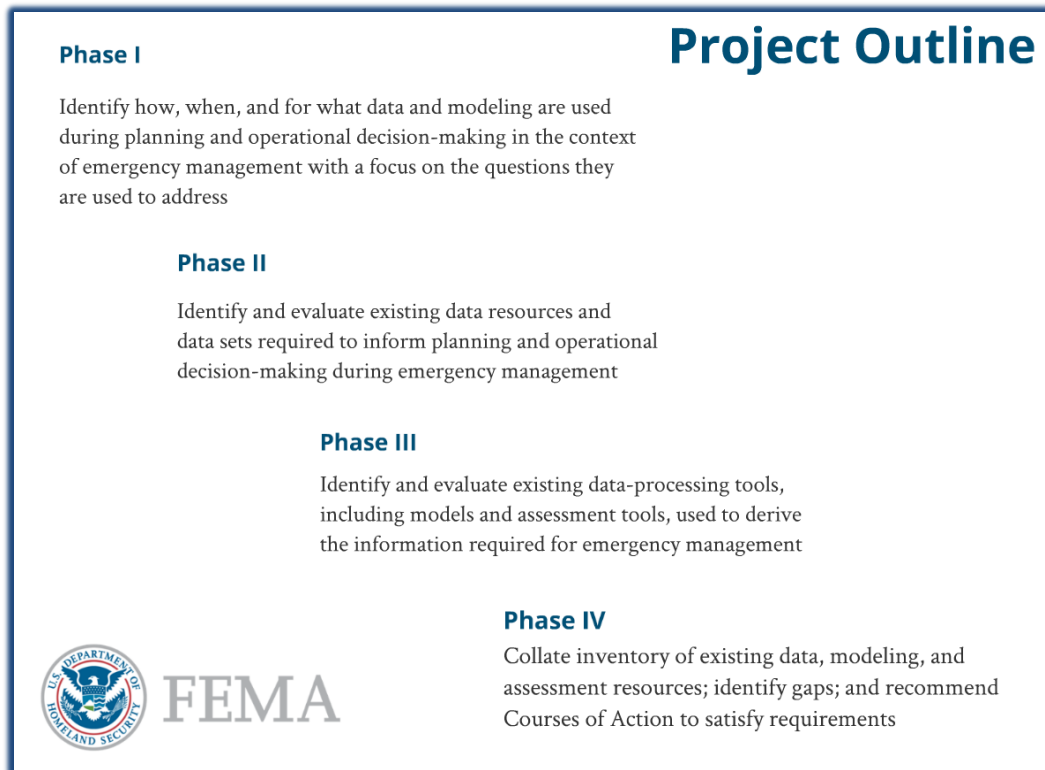 Project Outline
Phase I
Identify how, when, and for what data and modeling are used
during planning and operational decision-making in the context
of emergency management with a focus on the questions they
are used to address
Phase II
Identify and evaluate existing data resources and
data sets required to inform planning and operational
decision-making during emergency management
Phase III
Identify and evaluate existing data-processing tools,
including models and assessment tools, used to derive
the information required for emergency management
Phase IV
Collate inventory of existing data, modeling, and
assessment resources; identify gaps; and recommend
Courses of Action to satisfy requirements
U.S. DEPARTMENT OF
HOMELAND SECURITY
FEMA